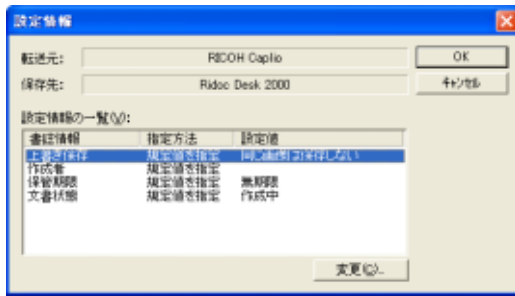 設定情報
転送元: RICOH Caplio OK
保存先: Ridoc Desk 2000 ｷｬﾝｾﾙ
設定情報の一覧(V):
書誌情報 指定方法 設定値
上書き保存 規定値を指定 同じ画像は保存しない
作成者 規定値を指定
保管期限 規定値を指定 無期限
文書状態 規定値を指定 作成中
変更(C)...